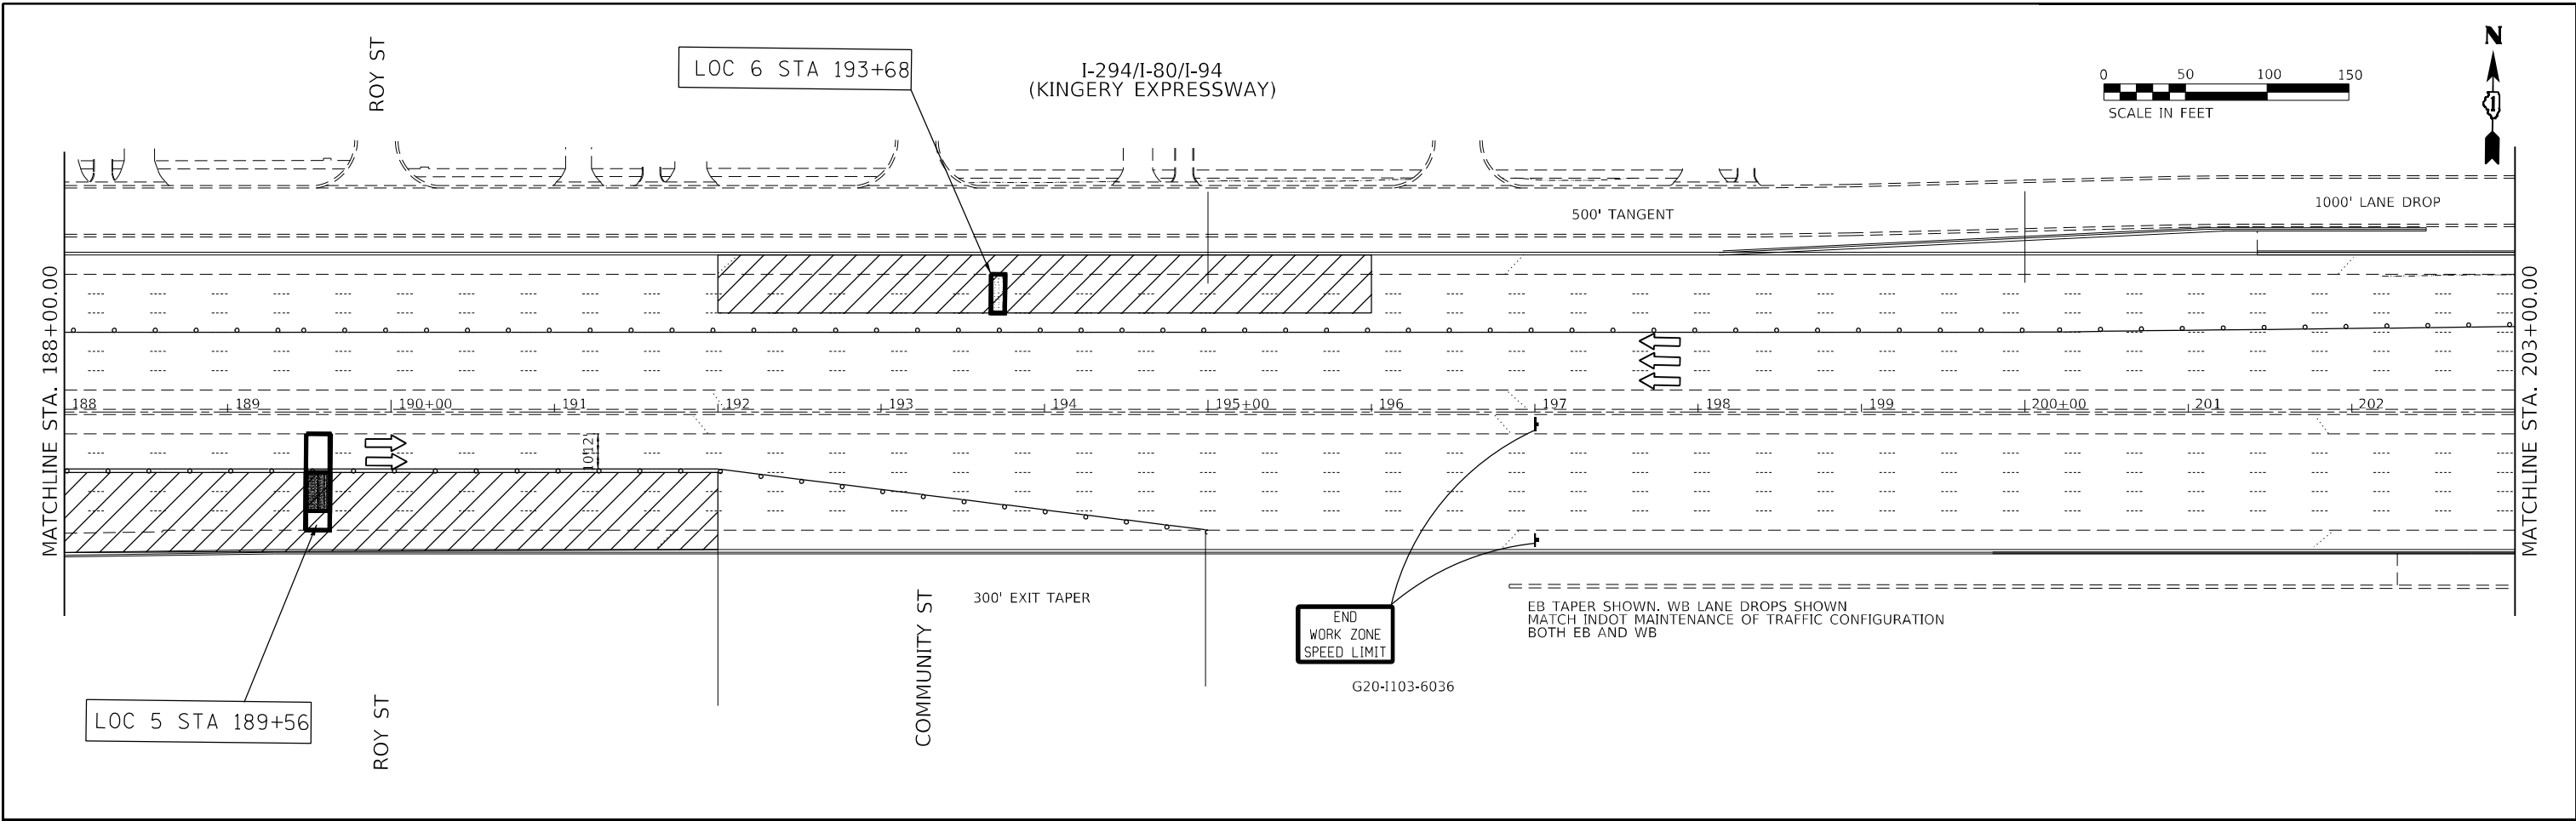 ROY ST
LOC 6 STA 193+68
I-294/I-80/I-94
(KINGERY EXPRESSWAY)
0 50 100 150
SCALE IN FEET
N
1
500' TANGENT
1000' LANE DROP
MATCHLINE STA. 188+00.00
MATCHLINE STA. 203+00.00
188 189 190+00 191 192 193 194 195+00 196 197 198 199 200+00 201 202
10' 12'
LOC 5 STA 189+56
ROY ST
COMMUNITY ST
300' EXIT TAPER
END
WORK ZONE
SPEED LIMIT
G20-I103-6036
EB TAPER SHOWN. WB LANE DROPS SHOWN
MATCH INDOT MAINTENANCE OF TRAFFIC CONFIGURATION
BOTH EB AND WB